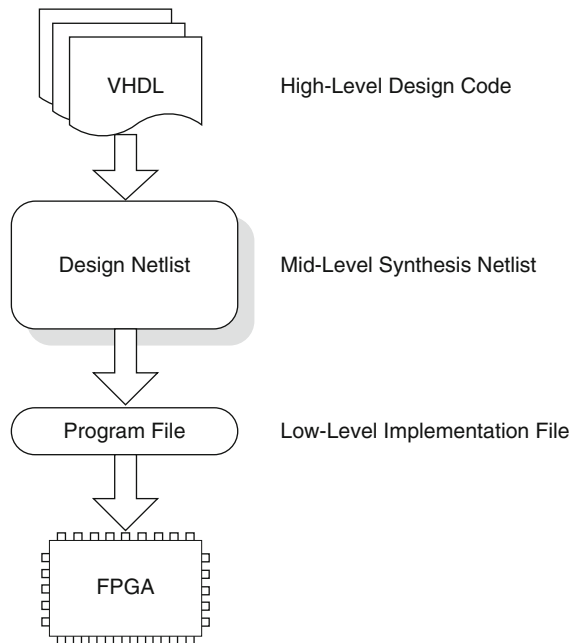 VHDL
High-Level Design Code
Design Netlist
Mid-Level Synthesis Netlist
Program File
Low-Level Implementation File
FPGA